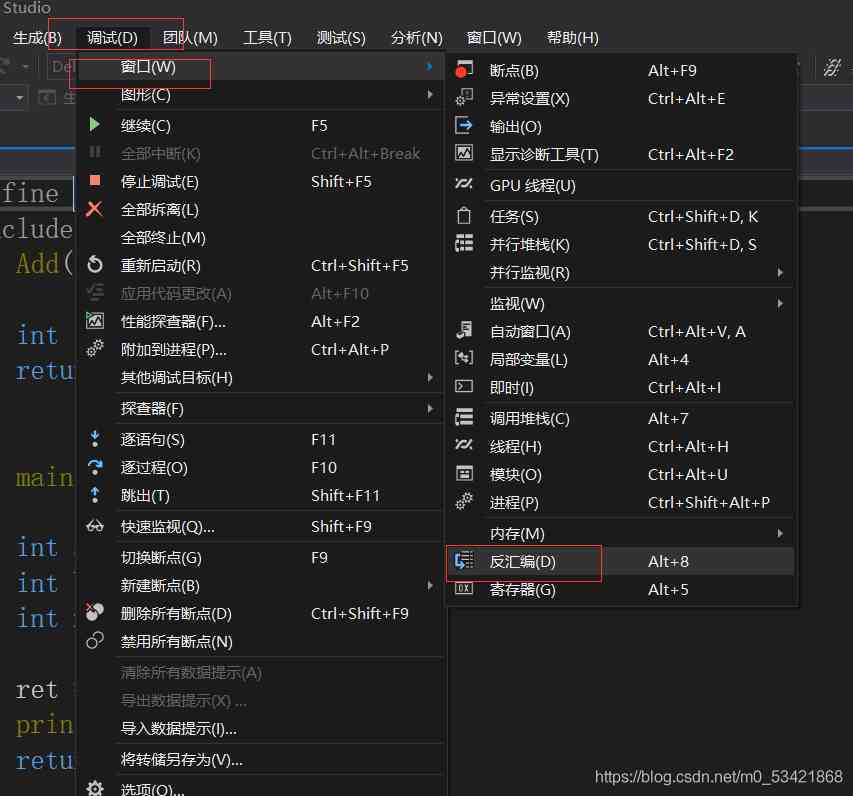 Studio
生成(B) 调试(D) 团队(M) 工具(T) 测试(S) 分析(N) 窗口(W) 帮助(H)
窗口(W)
图形(C)
继续(C) F5
全部中断(K) Ctrl+Alt+Break
停止调试(E) Shift+F5
全部拆离(L)
全部终止(M)
重新启动(R) Ctrl+Shift+F5
应用代码更改(A) Alt+F10
性能探查器(F)... Alt+F2
附加到进程(P)... Ctrl+Alt+P
其他调试目标(H)
探查器(F)
逐语句(S) F11
逐过程(O) F10
跳出(T) Shift+F11
快速监视(Q)... Shift+F9
切换断点(G) F9
新建断点(B)
删除所有断点(D) Ctrl+Shift+F9
禁用所有断点(N)
清除所有数据提示(A)
导出数据提示(X) ...
导入数据提示(I)...
将转储另存为(V)...
选项(O)...
断点(B) Alt+F9
异常设置(X) Ctrl+Alt+E
输出(O)
显示诊断工具(T) Ctrl+Alt+F2
GPU 线程(U)
任务(S) Ctrl+Shift+D, K
并行堆栈(K) Ctrl+Shift+D, S
并行监视(R)
监视(W)
自动窗口(A) Ctrl+Alt+V, A
局部变量(L) Alt+4
即时(I) Ctrl+Alt+I
调用堆栈(C) Alt+7
线程(H) Ctrl+Alt+H
模块(O) Ctrl+Alt+U
进程(P) Ctrl+Shift+Alt+P
内存(M)
反汇编(D) Alt+8
寄存器(G) Alt+5
fine
clude
Add(
int
retu
main
int
int
int
ret
prin
retu
https://blog.csdn.net/m0_53421868